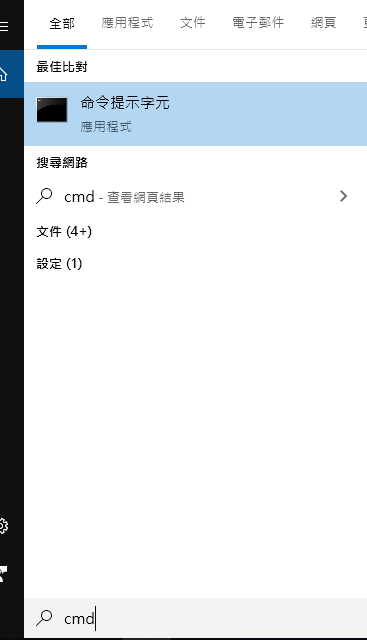 全部 應用程式 文件 電子郵件 網頁
最佳比對
命令提示字元
應用程式
搜尋網路
cmd - 查看網頁結果
文件 (4+)
設定 (1)
cmd